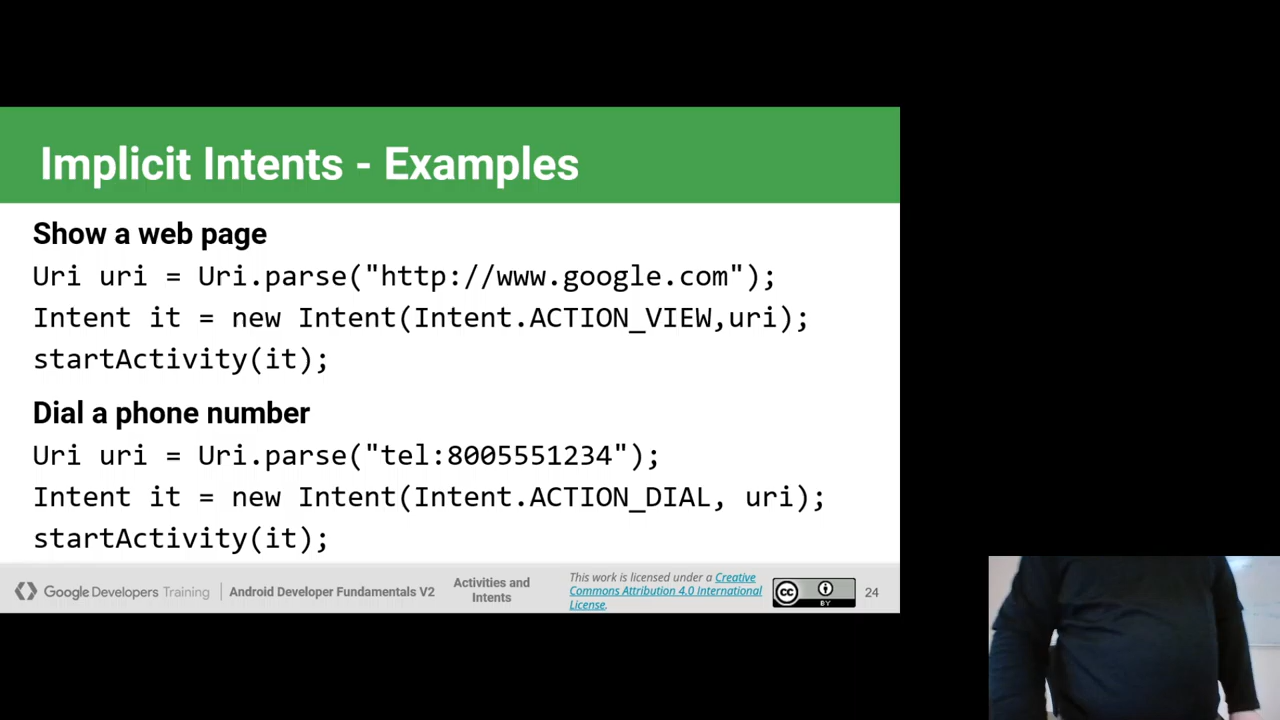 Implicit Intents - Examples
Show a web page
Uri uri = Uri.parse("http://www.google.com");
Intent it = new Intent(Intent.ACTION_VIEW,uri);
startActivity(it);
Dial a phone number
Uri uri = Uri.parse("tel:8005551234");
Intent it = new Intent(Intent.ACTION_DIAL, uri);
startActivity(it);
Google Developers Training
Android Developer Fundamentals V2
Activities and
Intents
This work is licensed under a Creative
Commons Attribution 4.0 International
License.
cc
BY
24